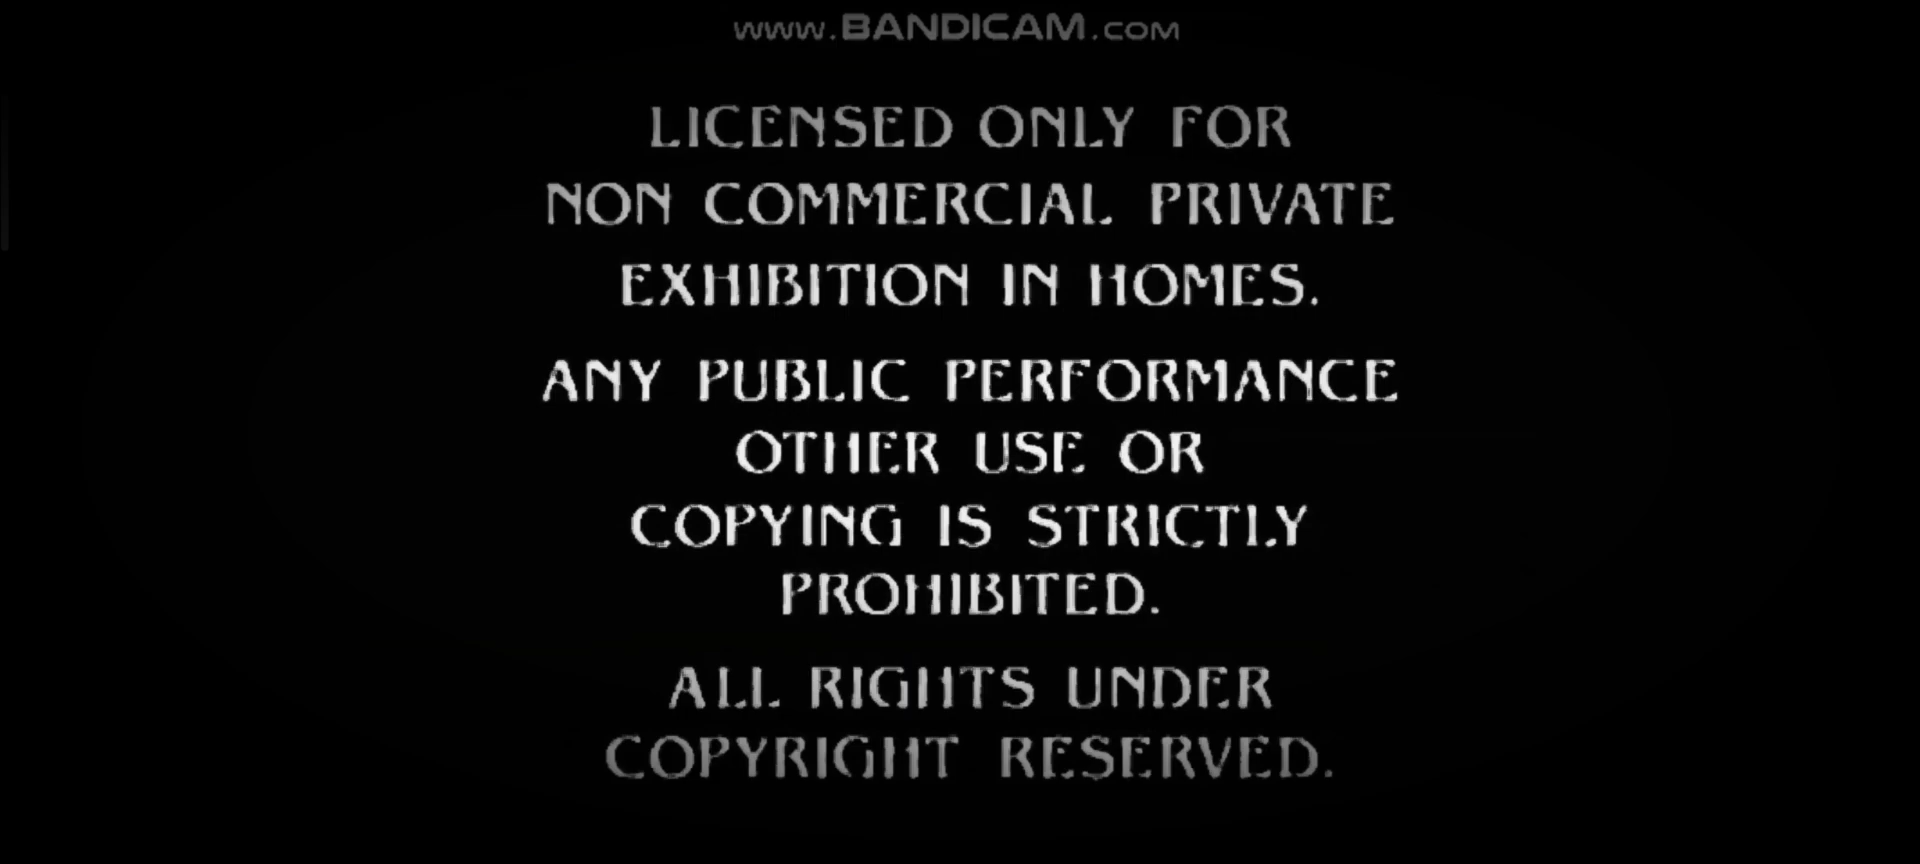 www.BANDICAM.com
LICENSED ONLY FOR
NON COMMERCIAL PRIVATE
EXHIBITION IN HOMES.
ANY PUBLIC PERFORMANCE
OTHER USE OR
COPYING IS STRICTLY
PROHIBITED.
ALL RIGHTS UNDER
COPYRIGHT RESERVED.